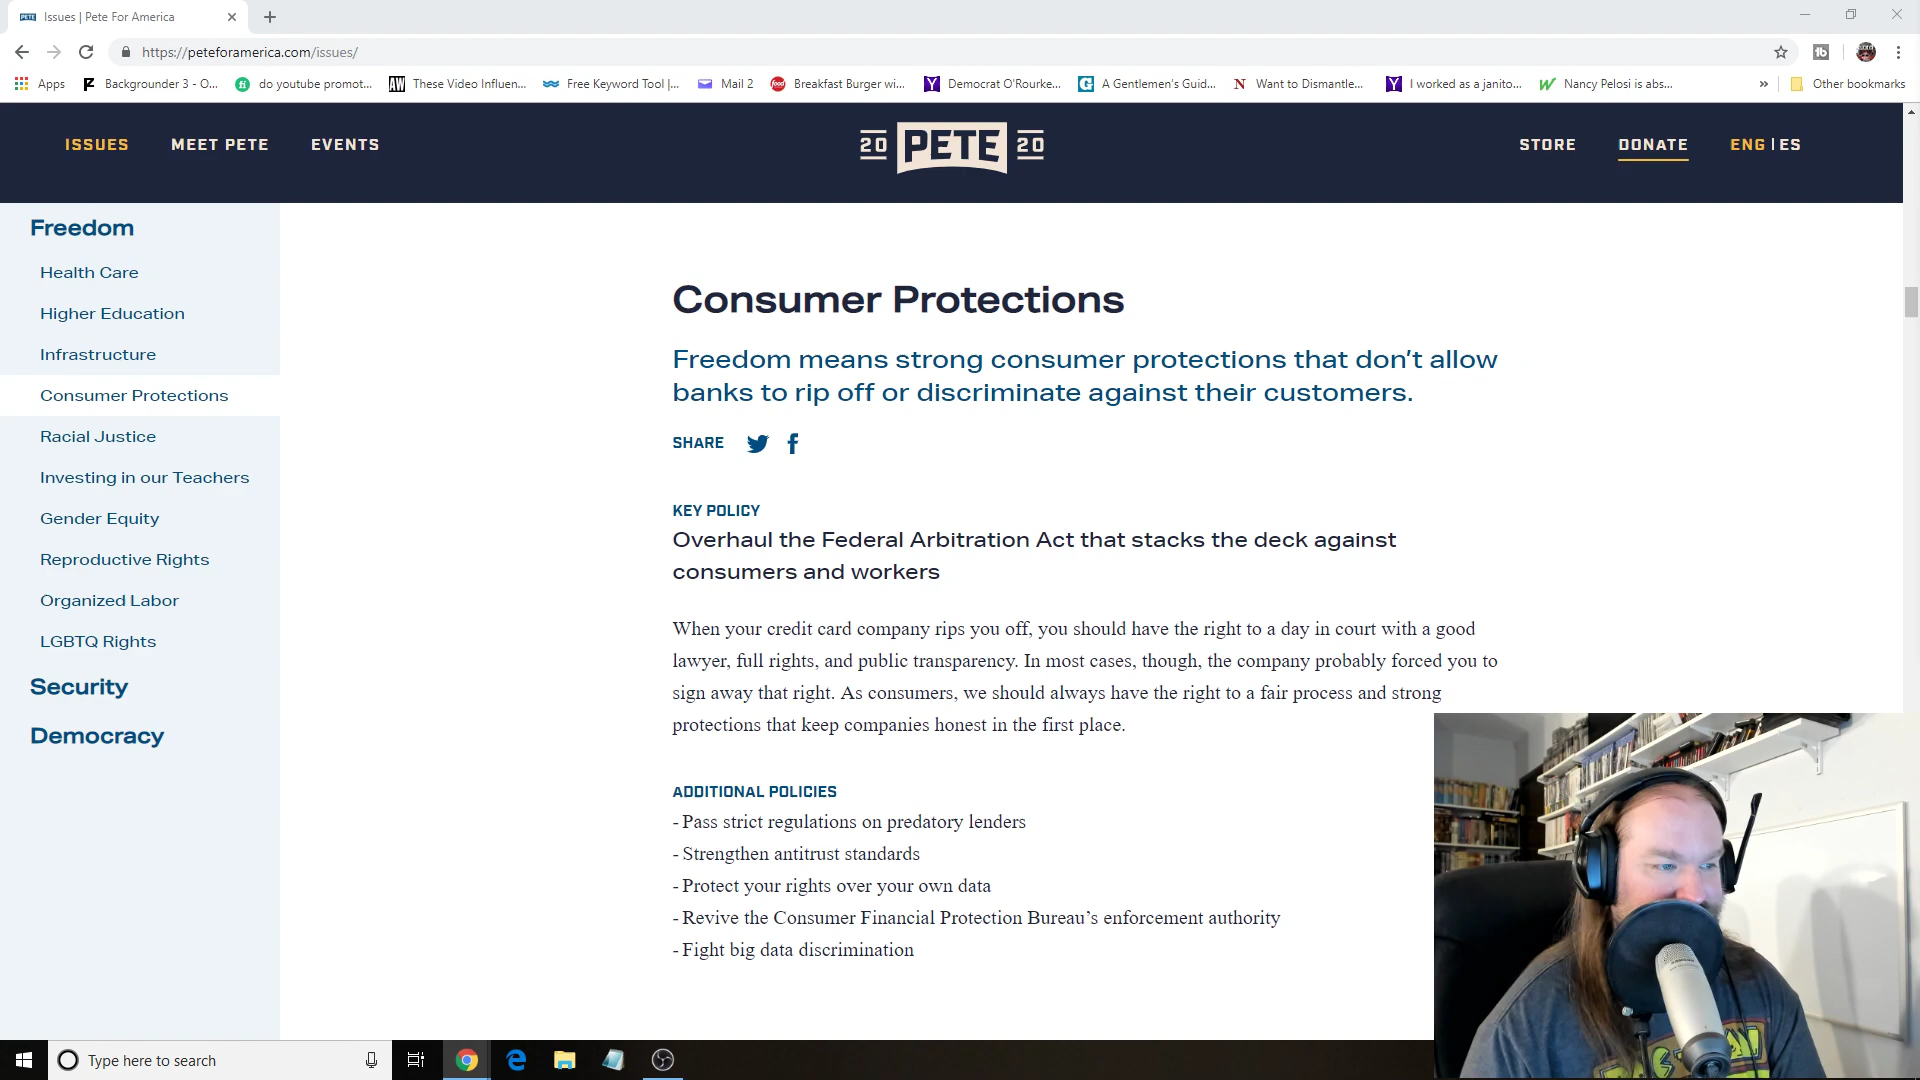 PETE Issues | Pete For America
https://peteforamerica.com/issues/
Apps Backgrounder 3 - O... do youtube promot... AW These Video Influen... Free Keyword Tool |... Mail 2 food Breakfast Burger wi... Y Democrat O'Rourke... G A Gentlemen's Guid... N Want to Dismantle... Y I worked as a janito... Nancy Pelosi is abs... » Other bookmarks
ISSUES MEET PETE EVENTS 20 PETE 20 STORE DONATE ENG | ES
Freedom
Health Care
Higher Education
Infrastructure
Consumer Protections
Racial Justice
Investing in our Teachers
Gender Equity
Reproductive Rights
Organized Labor
LGBTQ Rights
Security
Democracy
Consumer Protections
Freedom means strong consumer protections that don't allow
banks to rip off or discriminate against their customers.
SHARE
KEY POLICY
Overhaul the Federal Arbitration Act that stacks the deck against
consumers and workers
When your credit card company rips you off, you should have the right to a day in court with a good
lawyer, full rights, and public transparency. In most cases, though, the company probably forced you to
sign away that right. As consumers, we should always have the right to a fair process and strong
protections that keep companies honest in the first place.
ADDITIONAL POLICIES
- Pass strict regulations on predatory lenders
- Strengthen antitrust standards
- Protect your rights over your own data
- Revive the Consumer Financial Protection Bureau's enforcement authority
- Fight big data discrimination
Type here to search